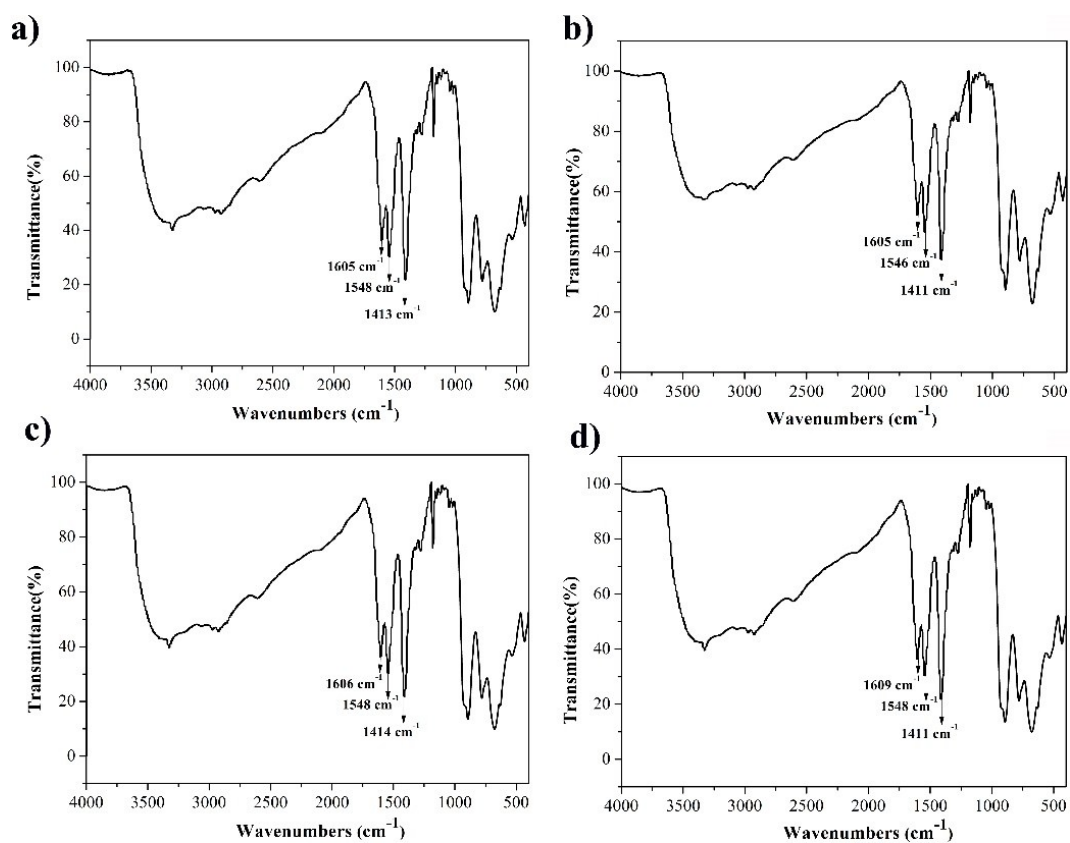 a)
100
80
60
40
20
0
Transmittance(%)
1605 cm⁻¹
1548 cm⁻¹
1413 cm⁻¹
4000 3500 3000 2500 2000 1500 1000 500
Wavenumbers (cm⁻¹)
b)
100
80
60
40
20
0
Transmittance(%)
1605 cm⁻¹
1546 cm⁻¹
1411 cm⁻¹
4000 3500 3000 2500 2000 1500 1000 500
Wavenumbers (cm⁻¹)
c)
100
80
60
40
20
0
Transmittance(%)
1606 cm⁻¹
1548 cm⁻¹
1414 cm⁻¹
4000 3500 3000 2500 2000 1500 1000 500
Wavenumbers (cm⁻¹)
d)
100
80
60
40
20
0
Transmittance(%)
1609 cm⁻¹
1548 cm⁻¹
1411 cm⁻¹
4000 3500 3000 2500 2000 1500 1000 500
Wavenumbers (cm⁻¹)